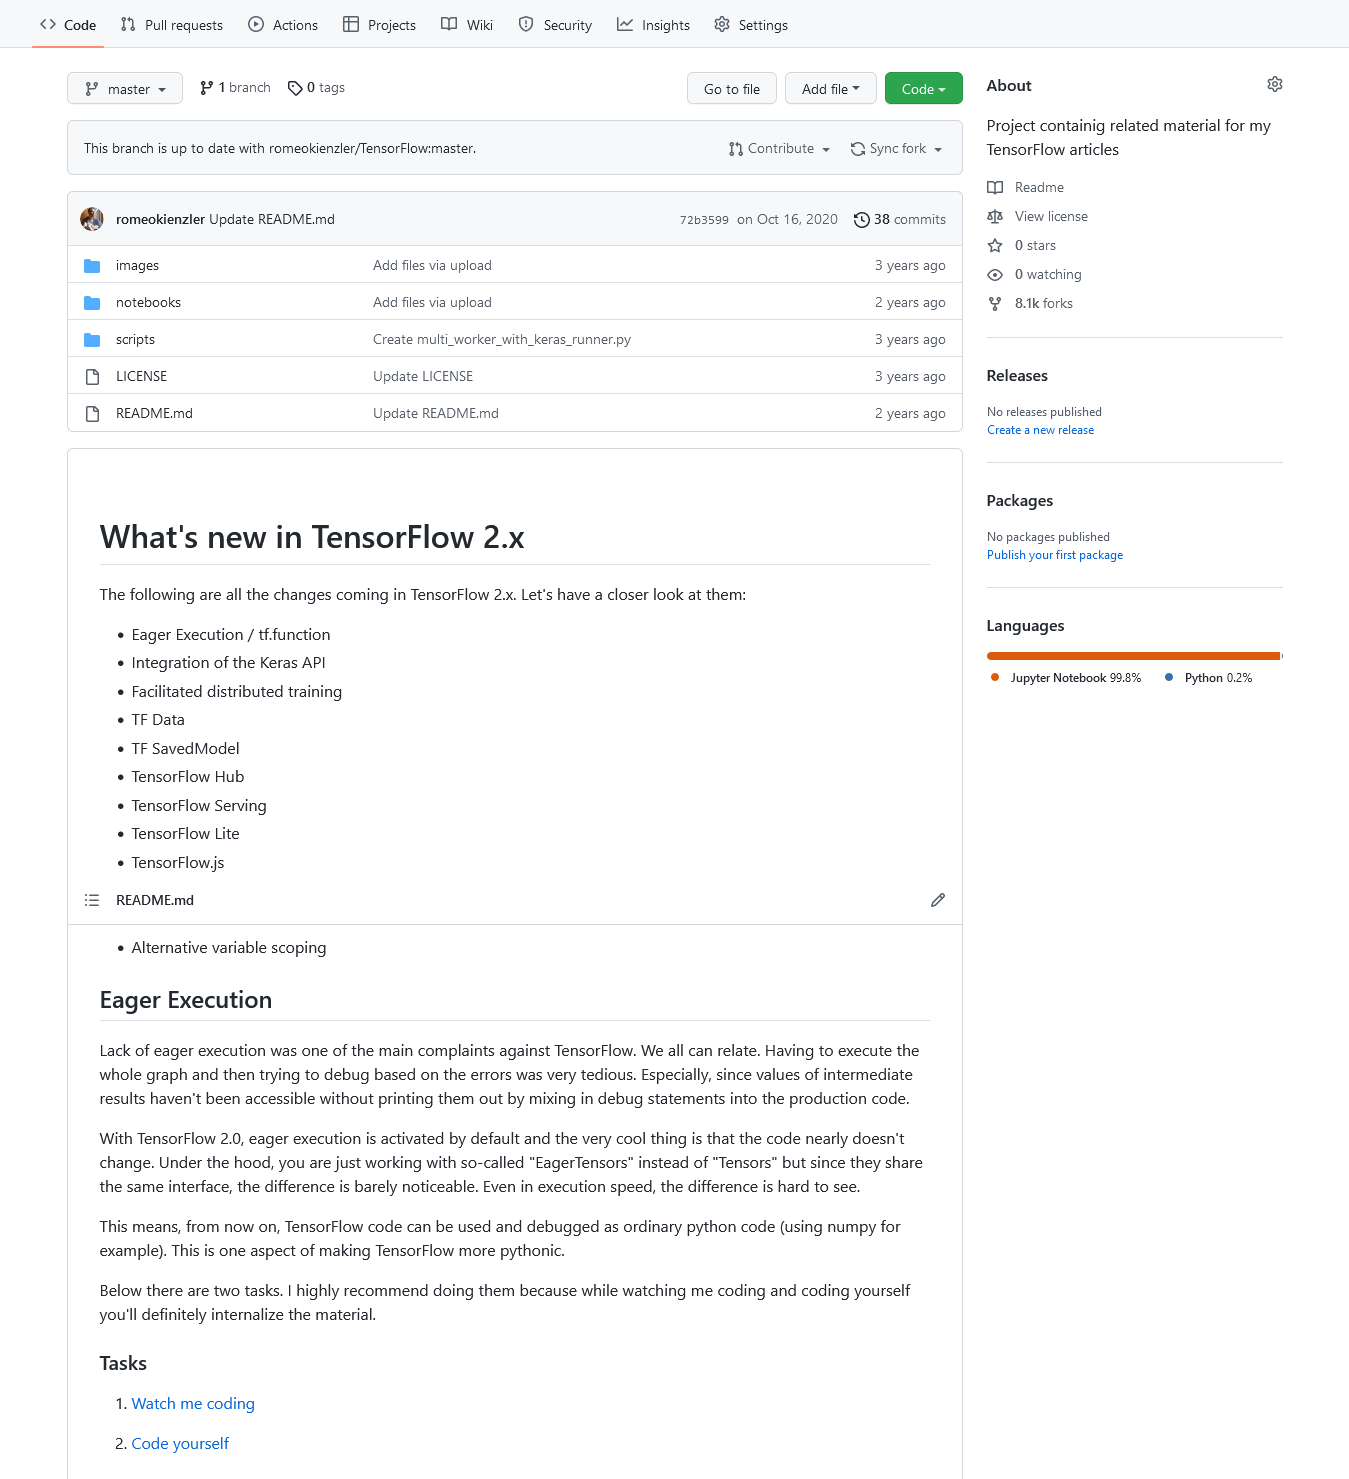 Code Pull requests Actions Projects Wiki Security Insights Settings
master 1 branch 0 tags Go to file Add file Code
This branch is up to date with romeokienzler/TensorFlow:master. Contribute Sync fork
romeokienzler Update README.md 72b3599 on Oct 16, 2020 38 commits
images Add files via upload 3 years ago
notebooks Add files via upload 2 years ago
scripts Create multi_worker_with_keras_runner.py 3 years ago
LICENSE Update LICENSE 3 years ago
README.md Update README.md 2 years ago
What's new in TensorFlow 2.x
The following are all the changes coming in TensorFlow 2.x. Let's have a closer look at them:
• Eager Execution / tf.function
• Integration of the Keras API
• Facilitated distributed training
• TF Data
• TF SavedModel
• TensorFlow Hub
• TensorFlow Serving
• TensorFlow Lite
• TensorFlow.js
README.md
• Alternative variable scoping
Eager Execution
Lack of eager execution was one of the main complaints against TensorFlow. We all can relate. Having to execute the
whole graph and then trying to debug based on the errors was very tedious. Especially, since values of intermediate
results haven't been accessible without printing them out by mixing in debug statements into the production code.
With TensorFlow 2.0, eager execution is activated by default and the very cool thing is that the code nearly doesn't
change. Under the hood, you are just working with so-called "EagerTensors" instead of "Tensors" but since they share
the same interface, the difference is barely noticeable. Even in execution speed, the difference is hard to see.
This means, from now on, TensorFlow code can be used and debugged as ordinary python code (using numpy for
example). This is one aspect of making TensorFlow more pythonic.
Below there are two tasks. I highly recommend doing them because while watching me coding and coding yourself
you'll definitely internalize the material.
Tasks
1. Watch me coding
2. Code yourself
About
Project containig related material for my
TensorFlow articles
Readme
View license
0 stars
0 watching
8.1k forks
Releases
No releases published
Create a new release
Packages
No packages published
Publish your first package
Languages
Jupyter Notebook 99.8% Python 0.2%